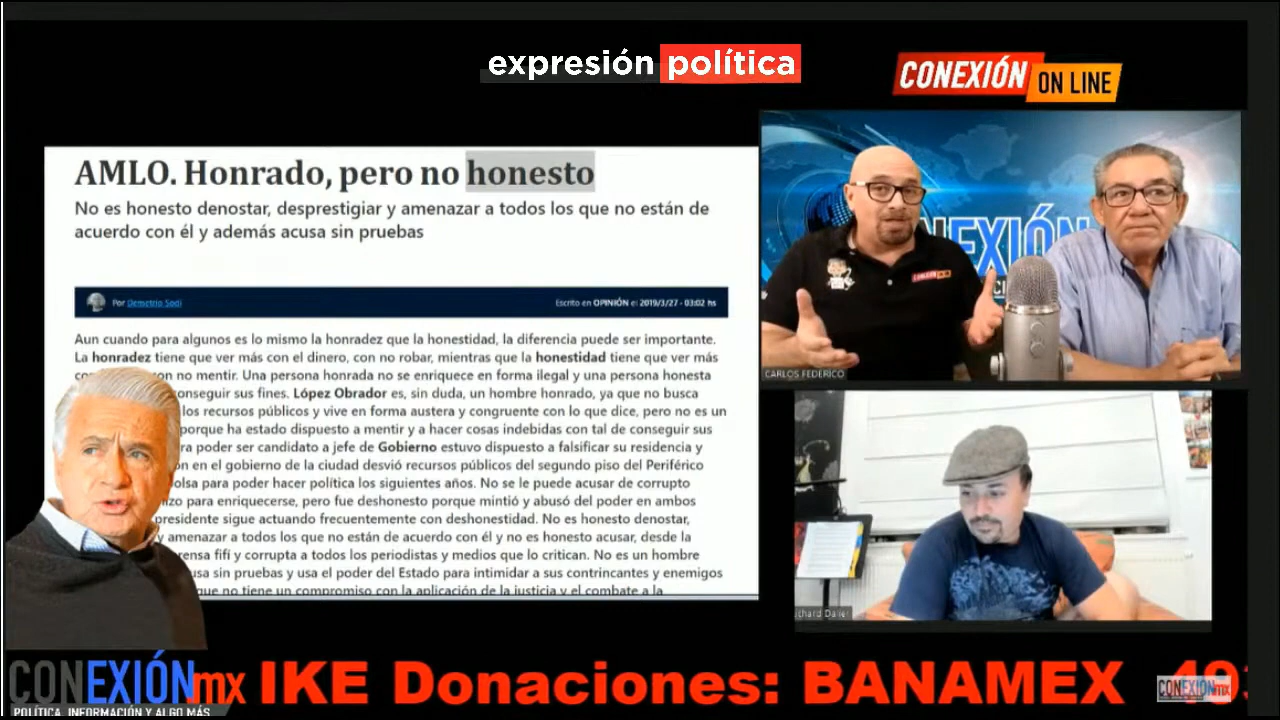 expresión política
CONEXIÓN
ON LINE
AMLO. Honrado, pero no honesto
No es honesto denostar, desprestigiar y amenazar a todos los que no están de
acuerdo con él y además acusa sin pruebas
Por Demetrio Sodi
Escrito en OPINIÓN el 2019/3/27 · 03:02 hs
Aun cuando para algunos es lo mismo la honradez que la honestidad, la diferencia puede ser importante.
La honradez tiene que ver más con el dinero, con no robar, mientras que la honestidad tiene que ver más
no mentir. Una persona honrada no se enriquece en forma ilegal y una persona honesta
conseguir sus fines. López Obrador es, sin duda, un hombre honrado, ya que no busca
los recursos públicos y vive en forma austera y congruente con lo que dice, pero no es un
porque ha estado dispuesto a mentir y a hacer cosas indebidas con tal de conseguir sus
poder ser candidato a jefe de Gobierno estuvo dispuesto a falsificar su residencia y
en el gobierno de la ciudad desvió recursos públicos del segundo piso del Periférico
para poder hacer política los siguientes años. No se le puede acusar de corrupto
para enriquecerse, pero fue deshonesto porque mintió y abusó del poder en ambos
presidente sigue actuando frecuentemente con deshonestidad. No es honesto denostar,
y amenazar a todos los que no están de acuerdo con él y no es honesto acusar, desde la
fifí y corrupta a todos los periodistas y medios que lo critican. No es un hombre
sin pruebas y usa el poder del Estado para intimidar a sus contrincantes y enemigos
que no tiene un compromiso con la aplicación de la justicia y el combate a la
CARLOS FEDERICO
CONEXIÓNmx
POLÍTICA, INFORMACIÓN Y ALGO MÁS
IKE Donaciones: BANAMEX
CONEXIÓNmx